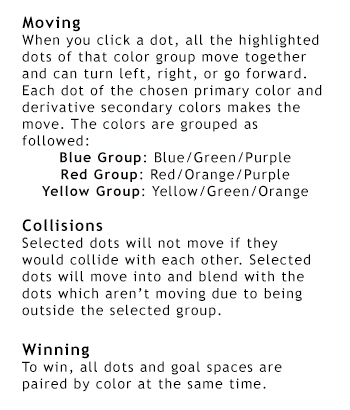 Moving
When you click a dot, all the highlighted
dots of that color group move together
and can turn left, right, or go forward.
Each dot of the chosen primary color and
derivative secondary colors makes the
move. The colors are grouped as
followed:
Blue Group: Blue/Green/Purple
Red Group: Red/Orange/Purple
Yellow Group: Yellow/Green/Orange
Collisions
Selected dots will not move if they
would collide with each other. Selected
dots will move into and blend with the
dots which aren't moving due to being
outside the selected group.
Winning
To win, all dots and goal spaces are
paired by color at the same time.